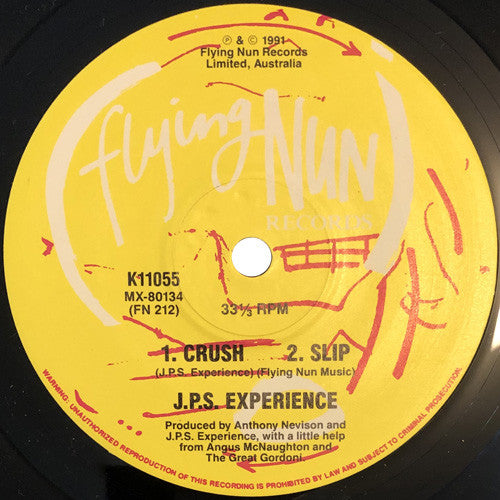 ℗ & © 1991
Flying Nun Records
Limited, Australia
flying NUN
RECORDS
K11055
MX-80134
(FN 212)
33⅓ RPM
1. CRUSH 2. SLIP
(J.P.S. Experience) (Flying Nun Music)
J.P.S. EXPERIENCE
Produced by Anthony Nevison and
J.P.S. Experience, with a little help
from Angus McNaughton and
The Great Gordoni.
WARNING: UNAUTHORIZED REPRODUCTION OF THIS RECORDING IS PROHIBITED BY LAW AND SUBJECT TO CRIMINAL PROSECUTION.